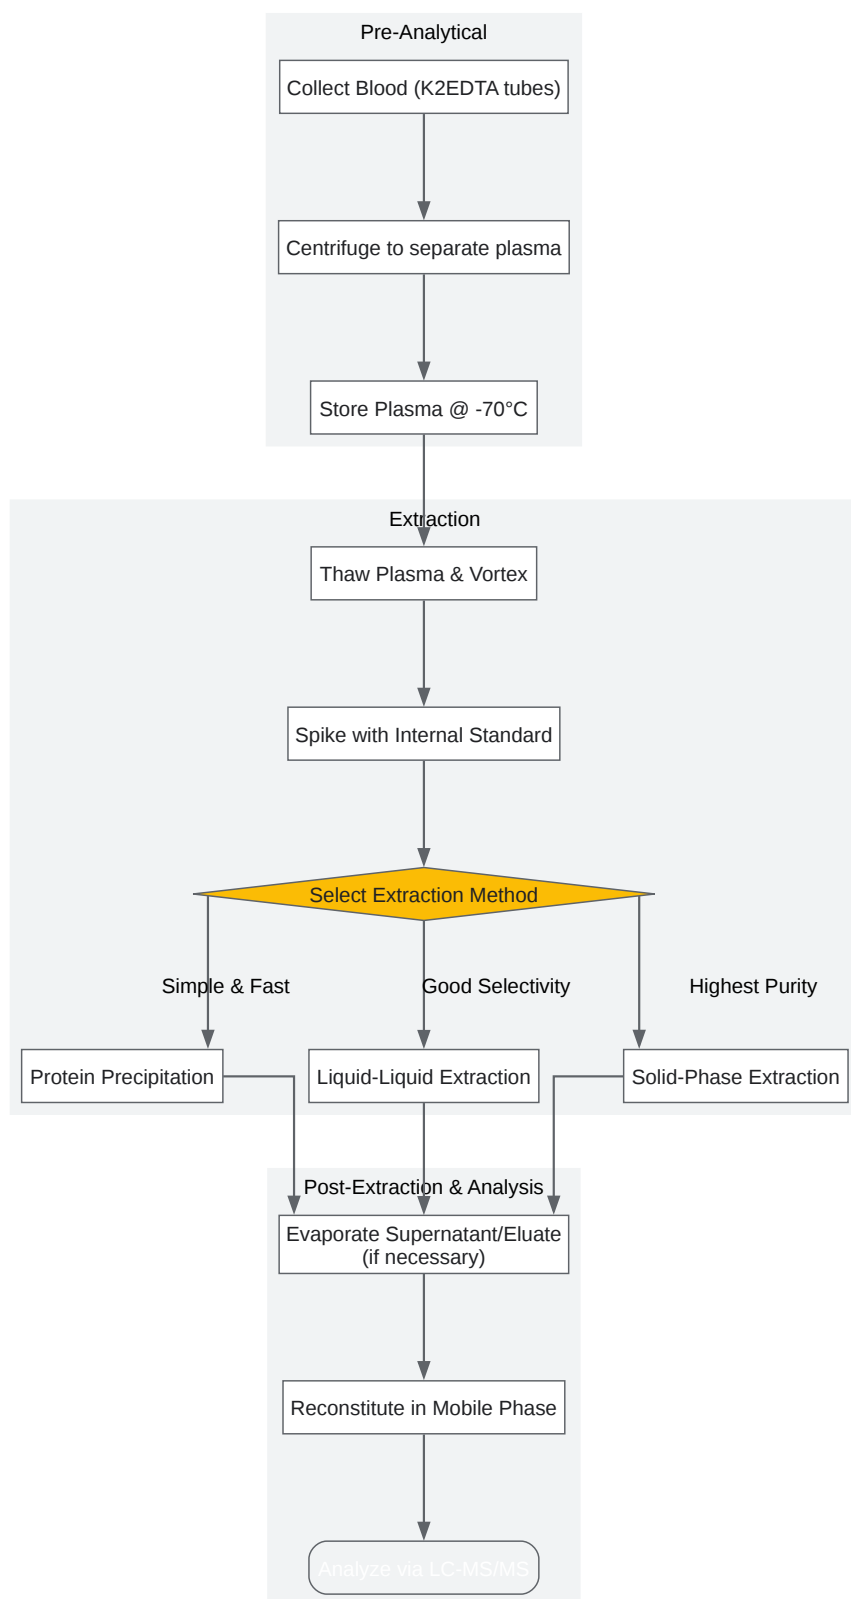 Pre-Analytical
Collect Blood (K2EDTA tubes)
Centrifuge to separate plasma
Store Plasma @ -70°C
Extraction
Thaw Plasma & Vortex
Spike with Internal Standard
Select Extraction Method
Simple & Fast
Good Selectivity
Highest Purity
Protein Precipitation
Liquid-Liquid Extraction
Solid-Phase Extraction
Post-Extraction & Analysis
Evaporate Supernatant/Eluate
(if necessary)
Reconstitute in Mobile Phase
Analyze via LC-MS/MS